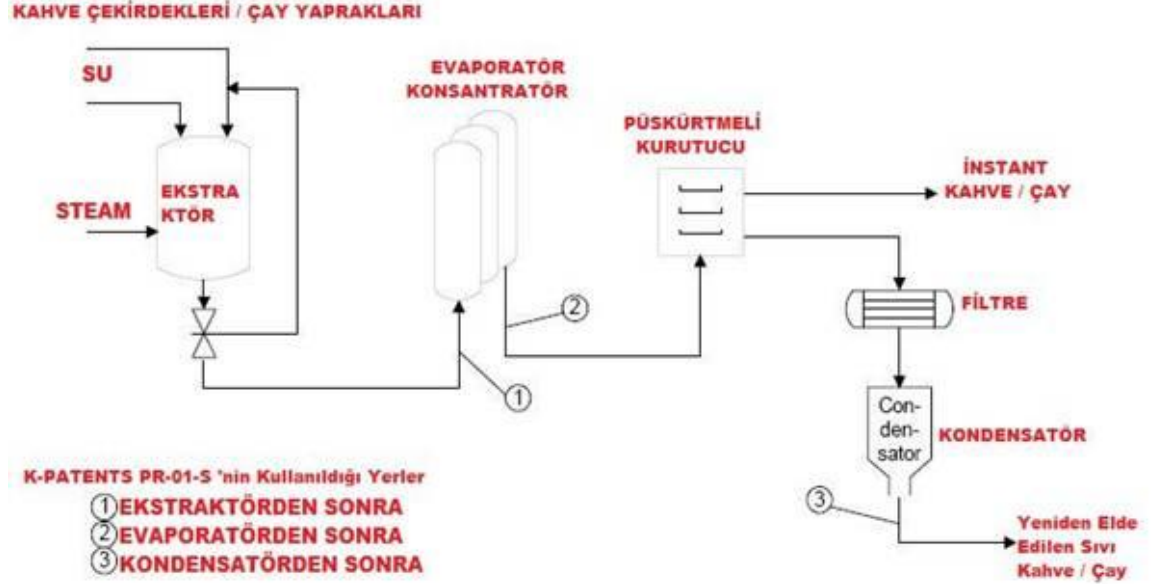 KAHVE ÇEKİRDEKLERİ / ÇAY YAPRAKLARI
SU
EKSTRA
KTÖR
STEAM
EVAPORATÖR
KONSANTRATÖR
PÜSKÜRTMELİ
KURUTUCU
İNSTANT
KAHVE / ÇAY
FİLTRE
Con-
den-
sator
KONDENSATÖR
1
2
3
Yeniden Elde
Edilen Sıvı
Kahve / Çay
K-PATENTS PR-01-S 'nin Kullanıldığı Yerler
1 EKSTRAKTÖRDEN SONRA
2 EVAPORATÖRDEN SONRA
3 KONDENSATÖRDEN SONRA